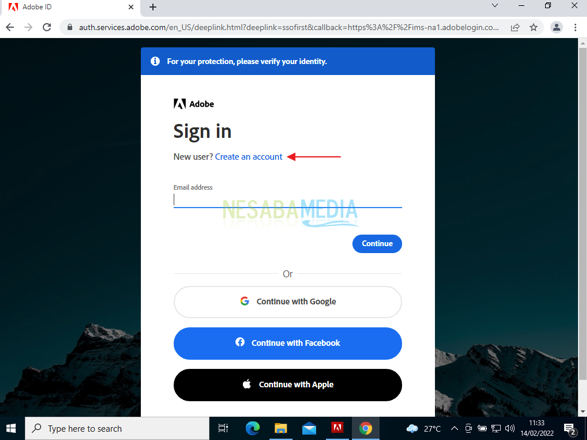 Adobe ID
auth.services.adobe.com/en_US/deeplink.html?deeplink=ssofirst&callback=https%3A%2F%2Fims-na1.adobelogin.co...
For your protection, please verify your identity.
Adobe
Sign in
New user? Create an account
Email address
NESABAMEDIA
Continue
Or
Continue with Google
Continue with Facebook
Continue with Apple
Type here to search
27°C
11:33
14/02/2022
2